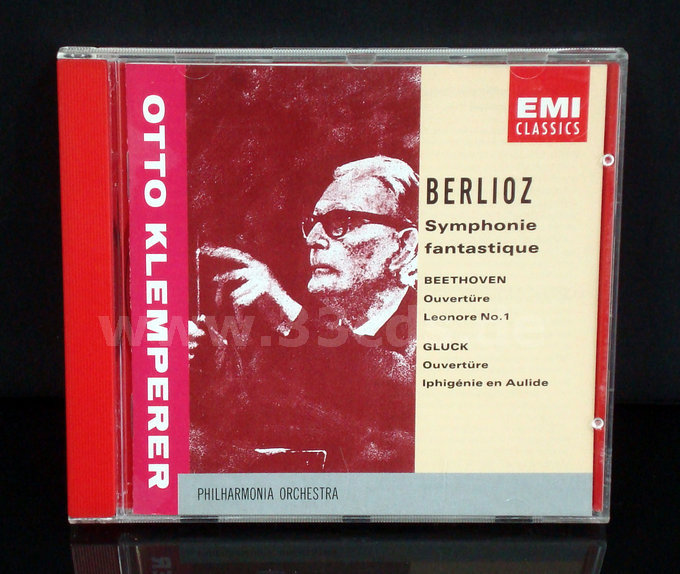 OTTO KLEMPERER
EMI
CLASSICS
BERLIOZ
Symphonie
fantastique
BEETHOVEN
Ouvertüre
Leonore No.1
GLUCK
Ouvertüre
Iphigénie en Aulide
PHILHARMONIA ORCHESTRA